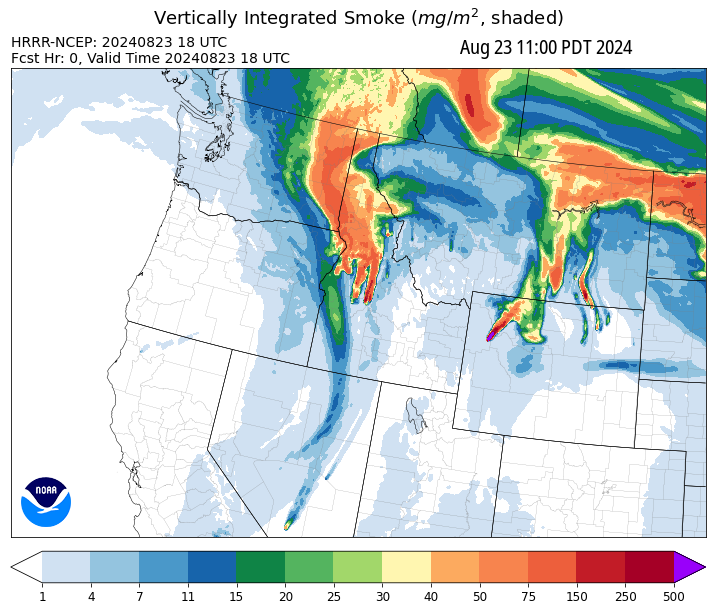 Vertically Integrated Smoke (mg/m², shaded)
HRRR-NCEP: 20240823 18 UTC
Aug 23 11:00 PDT 2024
Fcst Hr: 0, Valid Time 20240823 18 UTC
NOAA
1 4 7 11 15 20 25 30 40 50 75 150 250 500